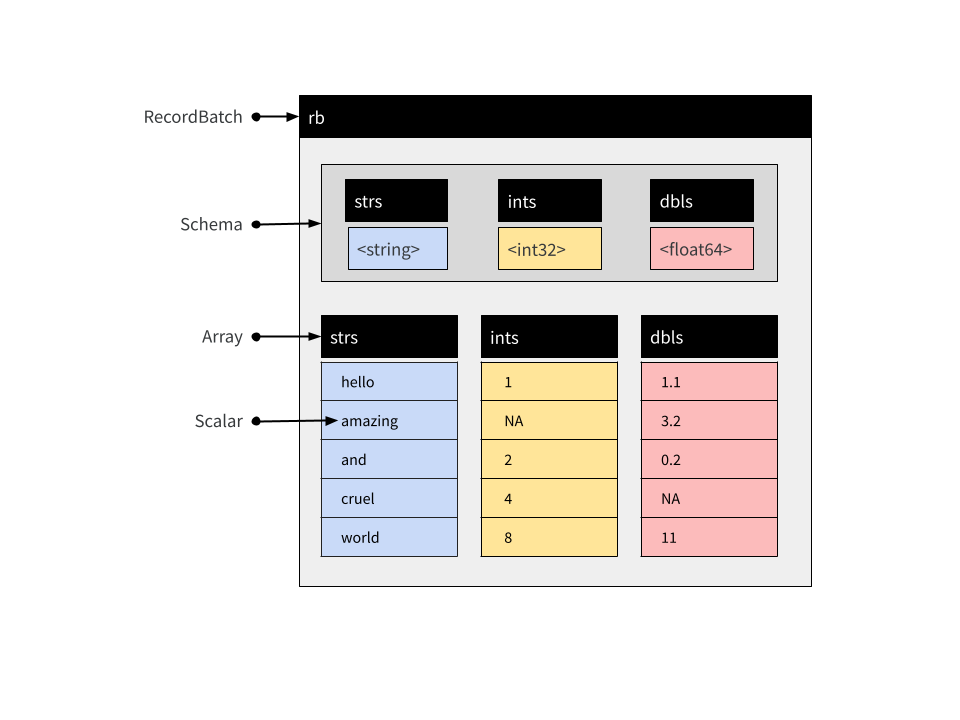 RecordBatch
rb
Schema
strs ints dbls
<string> <int32> <float64>
Array
strs ints dbls
hello 1 1.1
Scalar
amazing NA 3.2
and 2 0.2
cruel 4 NA
world 8 11